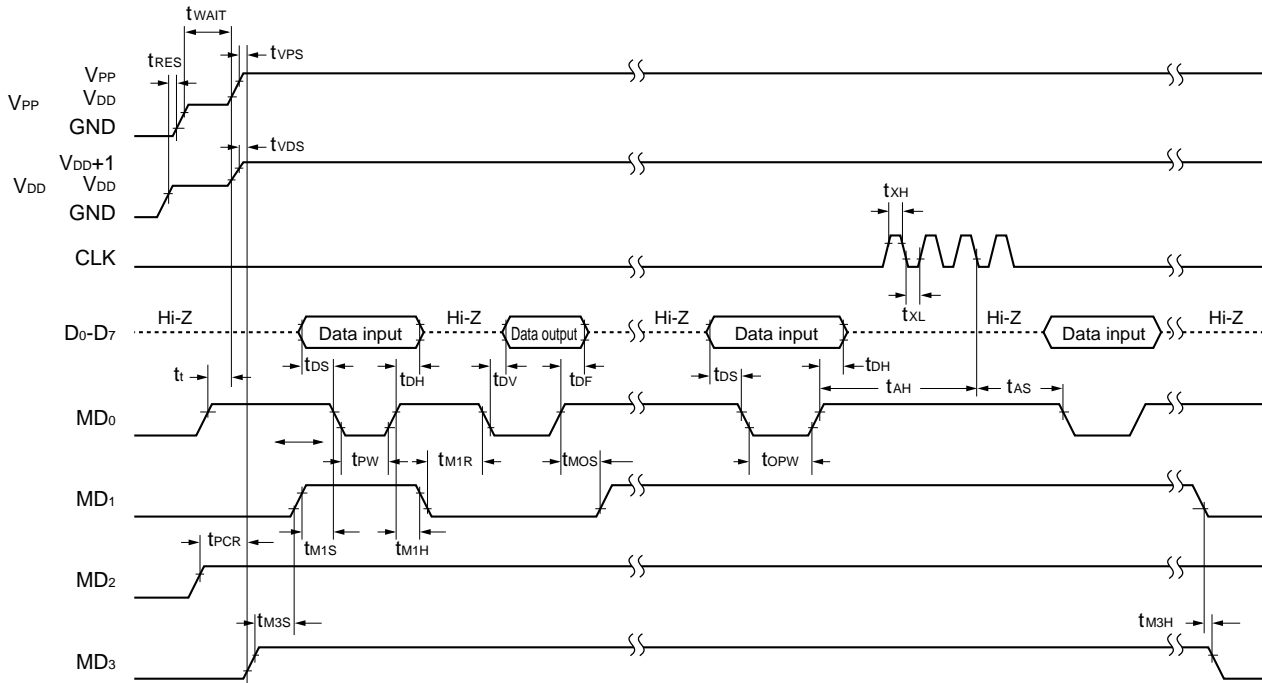 tWAIT
tVPS
tRES
VPP
VPP
VDD
GND
tVDS
VDD+1
VDD
VDD
GND
tXH
CLK
tXL
D0-D7
Hi-Z
Data input
Hi-Z
Data output
Hi-Z
Data input
Hi-Z
Data input
Hi-Z
tDS
tDH
tDV
tDF
tDS
tDH
tt
tAH
tAS
MD0
tPW
tM1R
tMOS
tOPW
MD1
tPCR
tM1S
tM1H
MD2
tM3S
tM3H
MD3